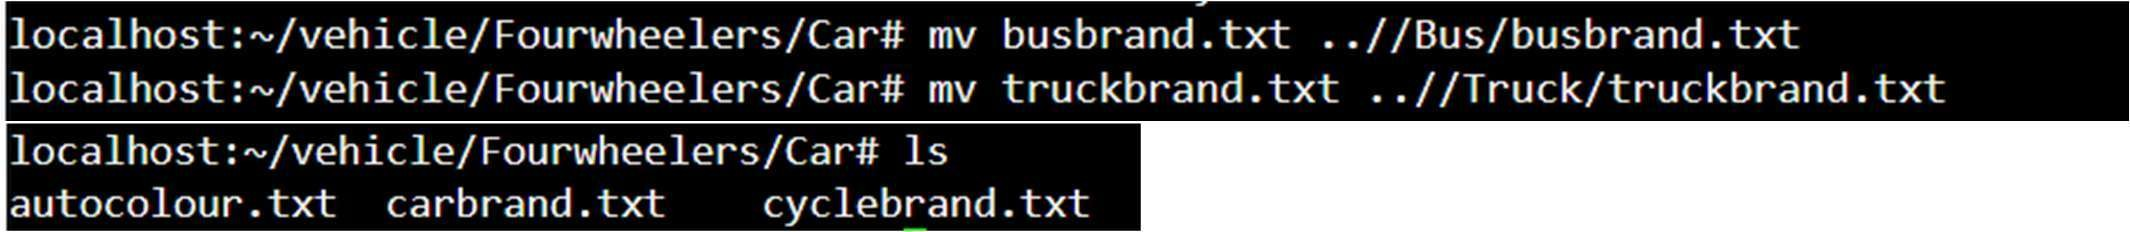 localhost:~/vehicle/Fourwheelers/Car# mv busbrand.txt ..//Bus/busbrand.txt
localhost:~/vehicle/Fourwheelers/Car# mv truckbrand.txt ..//Truck/truckbrand.txt
localhost:~/vehicle/Fourwheelers/Car# ls
autocolour.txt  carbrand.txt    cyclebrand.txt